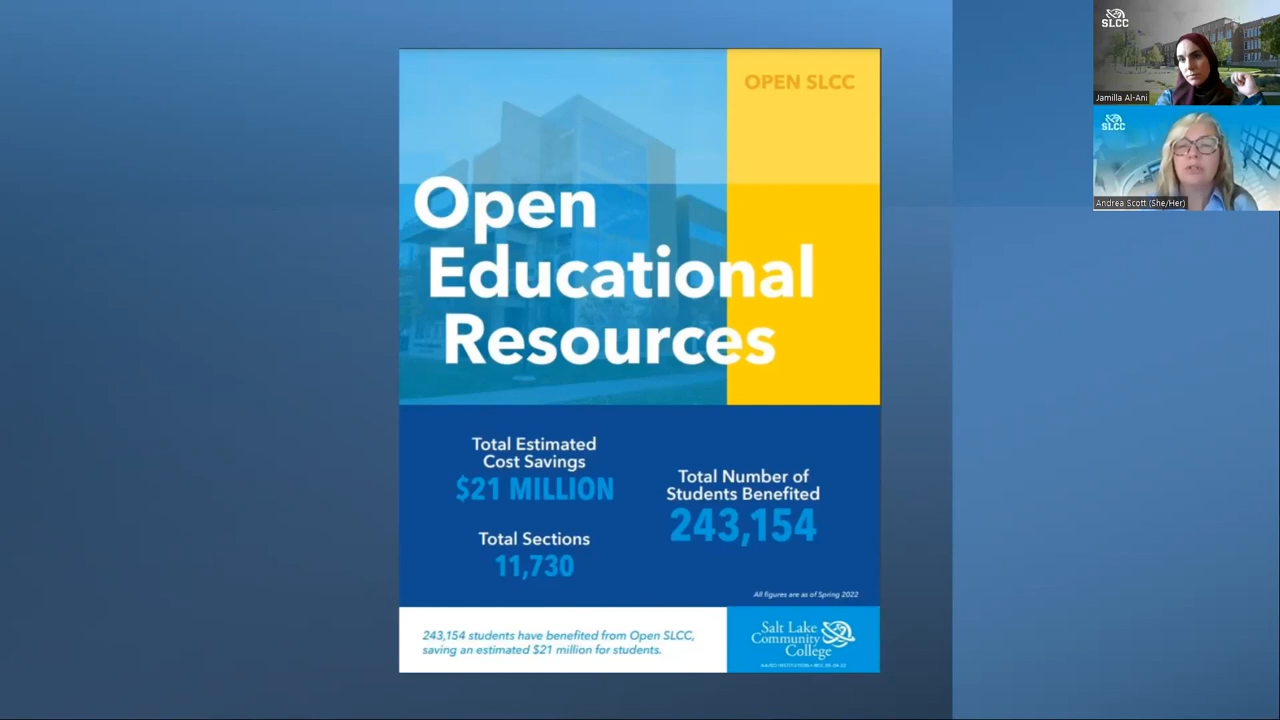 OPEN SLCC
Open
Educational
Resources
Total Estimated
Cost Savings
$21 MILLION
Total Sections
11,730
Total Number of
Students Benefited
243,154
All figures are as of Spring 2022
243,154 students have benefited from Open SLCC,
saving an estimated $21 million for students.
Salt Lake
Community
College
SLCC
Jamilla Al-Ani
SLCC
Andrea Scott (She/Her)